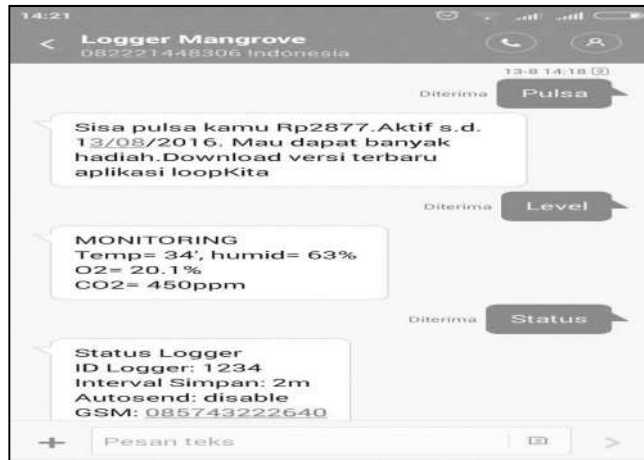 14:21
Logger Mangrove
082221448306 Indonesia
13-8 14:18
Diterima Pulsa
Sisa pulsa kamu Rp2877.Aktif s.d.
13/08/2016. Mau dapat banyak
hadiah.Download versi terbaru
aplikasi loopKita
Diterima Level
MONITORING
Temp= 34', humid= 63%
O2= 20.1%
CO2= 450ppm
Diterima Status
Status Logger
ID Logger: 1234
Interval Simpan: 2m
Autosend: disable
GSM: 085743222640
Pesan teks